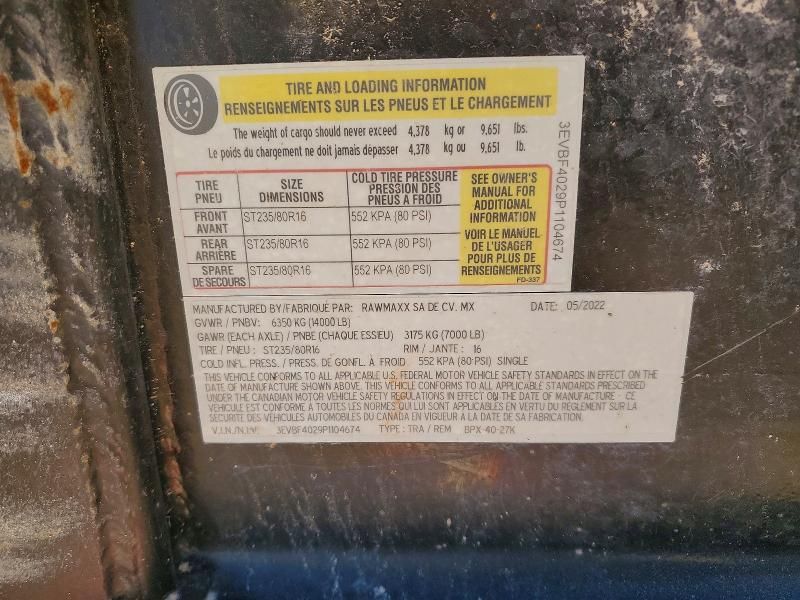 TIRE AND LOADING INFORMATION
RENSEIGNEMENTS SUR LES PNEUS ET LE CHARGEMENT
The weight of cargo should never exceed 4,378 kg or 9,651 lbs.
Le poids du chargement ne doit jamais dépasser 4,378 kg ou 9,651 lb.
TIRE PNEU SIZE DIMENSIONS COLD TIRE PRESSURE PRESSION DES PNEUS A FROID
FRONT AVANT ST235/80R16 552 KPA (80 PSI)
REAR ARRIÈRE ST235/80R16 552 KPA (80 PSI)
SPARE DE SECOURS ST235/80R16 552 KPA (80 PSI)
SEE OWNER'S
MANUAL FOR
ADDITIONAL
INFORMATION
VOIR LE MANUEL
DE L'USAGER
POUR PLUS DE
RENSEIGNEMENTS
FD-337
3EVBF4029P1104674
MANUFACTURED BY/FABRIQUÉ PAR: RAWMAXX SA DE CV. MX DATE: 05/2022
GVWR / PNBV: 6350 KG (14000 LB)
GAWR (EACH AXLE) / PNBE (CHAQUE ESSIEU) 3175 KG (7000 LB)
TIRE / PNEU : ST235/80R16 RIM / JANTE : 16
COLD INFL. PRESS. / PRESS. DE GONFL. À FROID 552 KPA (80 PSI) SINGLE
THIS VEHICLE CONFORMS TO ALL APPLICABLE U.S. FEDERAL MOTOR VEHICLE SAFETY STANDARDS IN EFFECT ON THE
DATE OF MANUFACTURE SHOWN ABOVE. THIS VEHICLE CONFORMS TO ALL APPLICABLE STANDARDS PRESCRIBED
UNDER THE CANADIAN MOTOR VEHICLE SAFETY REGULATIONS IN EFFECT ON THE DATE OF MANUFACTURE - CE
VÉHICULE EST CONFORME À TOUTES LES NORMES QUI LUI SONT APPLICABLES EN VERTU DU RÈGLEMENT SUR LA
SÉCURITÉ DES VÉHICULES AUTOMOBILES DU CANADA EN VIGUEUR À LA DATE DE SA FABRICATION.
V.I.N./N.I.V. 3EVBF4029P1104674 TYPE : TRA / REM BPX-40-27K